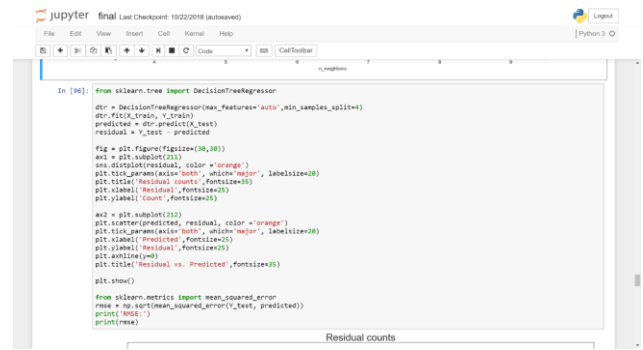 jupyter final Last Checkpoint: 10/22/2018 (autosaved)
Logout
File Edit View Insert Cell Kernel Help
Python 3
Code
CellToolbar
n_neighbors
In [96]: from sklearn.tree import DecisionTreeRegressor
dtr = DecisionTreeRegressor(max_features='auto',min_samples_split=4)
dtr.fit(X_train, Y_train)
predicted = dtr.predict(X_test)
residual = Y_test - predicted
fig = plt.figure(figsize=(30,30))
ax1 = plt.subplot(211)
sns.distplot(residual, color ='orange')
plt.tick_params(axis='both', which='major', labelsize=20)
plt.title('Residual counts',fontsize=35)
plt.xlabel('Residual',fontsize=25)
plt.ylabel('Count',fontsize=25)
ax2 = plt.subplot(212)
plt.scatter(predicted, residual, color ='orange')
plt.tick_params(axis='both', which='major', labelsize=20)
plt.xlabel('Predicted',fontsize=25)
plt.ylabel('Residual',fontsize=25)
plt.axhline(y=0)
plt.title('Residual vs. Predicted',fontsize=35)
plt.show()
from sklearn.metrics import mean_squared_error
rmse = np.sqrt(mean_squared_error(Y_test, predicted))
print('RMSE:')
print(rmse)
Residual counts